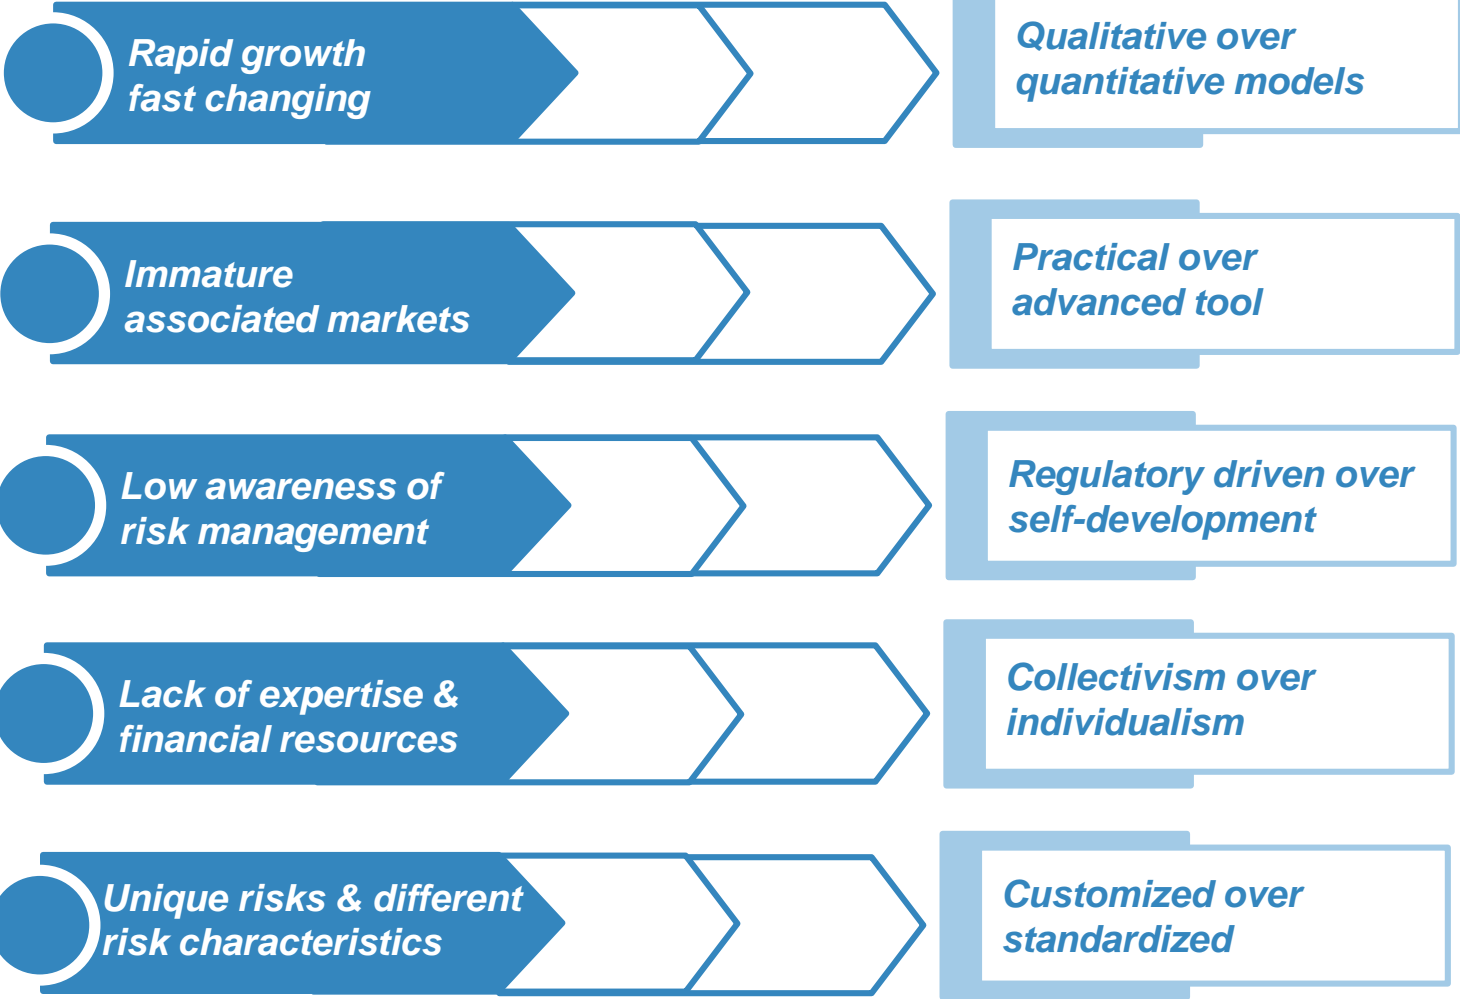 Rapid growth
fast changing
Qualitative over
quantitative models
Immature
associated markets
Practical over
advanced tool
Low awareness of
risk management
Regulatory driven over
self-development
Lack of expertise &
financial resources
Collectivism over
individualism
Unique risks & different
risk characteristics
Customized over
standardized